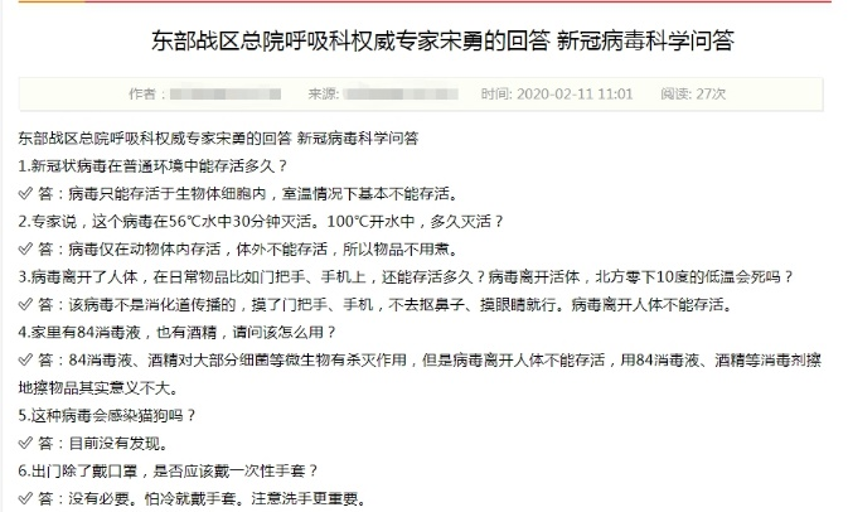 东部战区总院呼吸科权威专家宋勇的回答 新冠病毒科学问答
作者： 来源: 时间: 2020-02-11 11:01 阅读: 27次
东部战区总院呼吸科权威专家宋勇的回答 新冠病毒科学问答
1.新冠状病毒在普通环境中能存活多久？
✅ 答：病毒只能存活于生物体细胞内，室温情况下基本不能存活。
2.专家说，这个病毒在56℃水中30分钟灭活。100℃开水中，多久灭活？
✅ 答：病毒仅在动物体内存活，体外不能存活，所以物品不用煮。
3.病毒离开了人体，在日常物品比如门把手、手机上，还能存活多久？病毒离开活体，北方零下10度的低温会死吗？
✅ 答：该病毒不是消化道传播的，摸了门把手、手机，不去抠鼻子、摸眼睛就行。病毒离开人体不能存活。
4.家里有84消毒液，也有酒精，请问该怎么用？
✅ 答：84消毒液、酒精对大部分细菌等微生物有杀灭作用，但是病毒离开人体不能存活，用84消毒液、酒精等消毒剂擦
地擦物品其实意义不大。
5.这种病毒会感染猫狗吗？
✅ 答：目前没有发现。
6.出门除了戴口罩，是否应该戴一次性手套？
✅ 答：没有必要。怕冷就戴手套。注意洗手更重要。